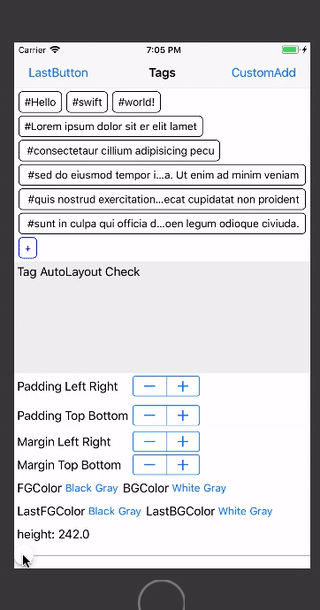 Carrier 7:05 PM
LastButton Tags CustomAdd
#Hello #swift #world!
#Lorem ipsum dolor sit er elit lamet
#consectetaur cillium adipisicing pecu
#sed do eiusmod tempor i...a. Ut enim ad minim veniam
#quis nostrud exercitation...ecat cupidatat non proident
#sunt in culpa qui officia d...oen legum odioque civiuda.
+
Tag AutoLayout Check
Padding Left Right — +
Padding Top Bottom — +
Margin Left Right — +
Margin Top Bottom — +
FGColor Black Gray BGColor White Gray
LastFGColor Black Gray LastBGColor White Gray
height: 242.0